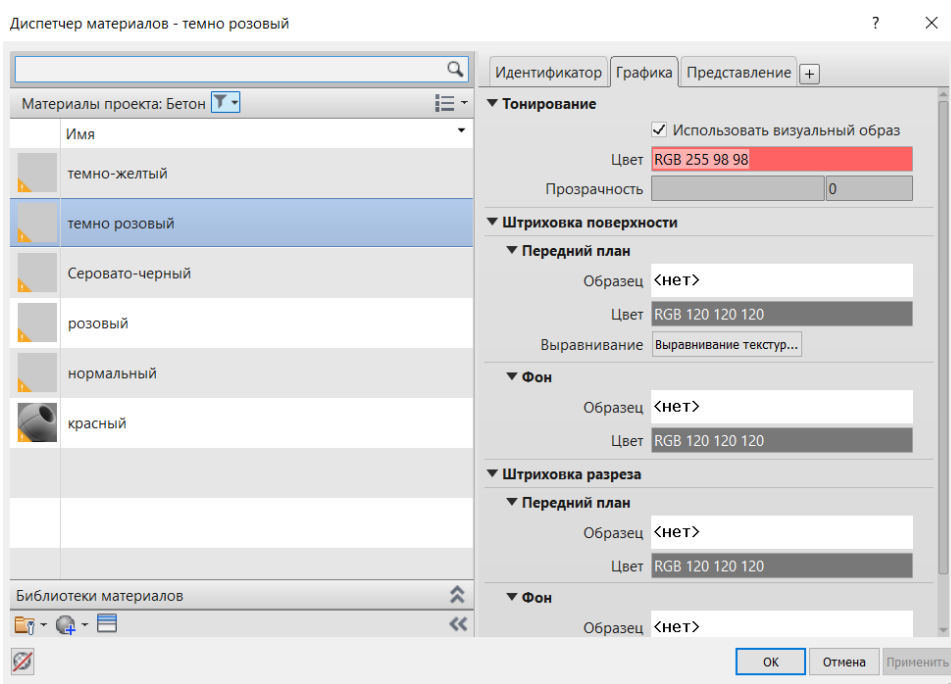 Диспетчер материалов - темно розовый
?
Материалы проекта: Бетон
Имя
темно-желтый
темно розовый
Серовато-черный
розовый
нормальный
красный
Библиотеки материалов
Идентификатор
Графика
Представление
+
Тонирование
Использовать визуальный образ
Цвет RGB 255 98 98
Прозрачность 0
Штриховка поверхности
Передний план
Образец <нет>
Цвет RGB 120 120 120
Выравнивание Выравнивание текстур...
Фон
Образец <нет>
Цвет RGB 120 120 120
Штриховка разреза
Передний план
Образец <нет>
Цвет RGB 120 120 120
Фон
Образец <нет>
ОК
Отмена
Применить